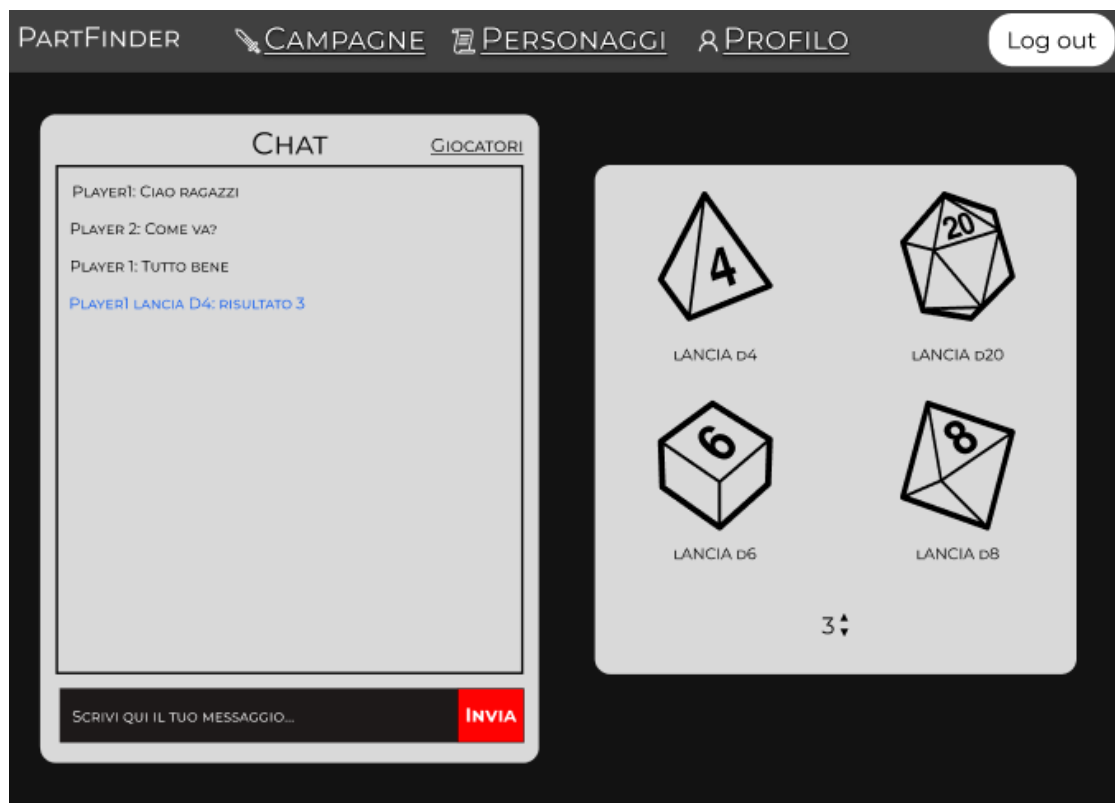 PartFinder Campagne Personaggi Profilo Log out
Chat Giocatori
Player1: Ciao ragazzi
Player 2: Come va?
Player 1: Tutto bene
Player1 lancia D4: risultato 3
Scrivi qui il tuo messaggio... Invia
4 20
lANCIA d4 lANCIA d20
6 8
lANCIA d6 lANCIA d8
3